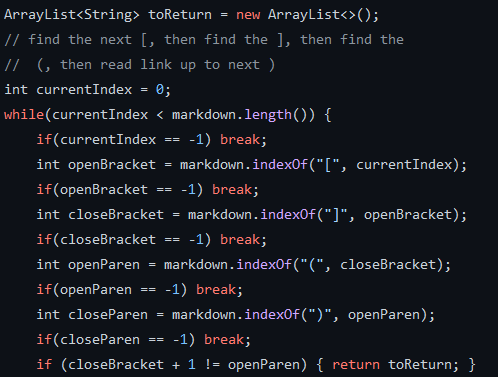 ArrayList<String> toReturn = new ArrayList<>();
// find the next [, then find the ], then find the
//  (, then read link up to next )
int currentIndex = 0;
while(currentIndex < markdown.length()) {
    if(currentIndex == -1) break;
    int openBracket = markdown.indexOf("[", currentIndex);
    if(openBracket == -1) break;
    int closeBracket = markdown.indexOf("]", openBracket);
    if(closeBracket == -1) break;
    int openParen = markdown.indexOf("(", closeBracket);
    if(openParen == -1) break;
    int closeParen = markdown.indexOf(")", openParen);
    if(closeParen == -1) break;
    if (closeBracket + 1 != openParen) { return toReturn; }